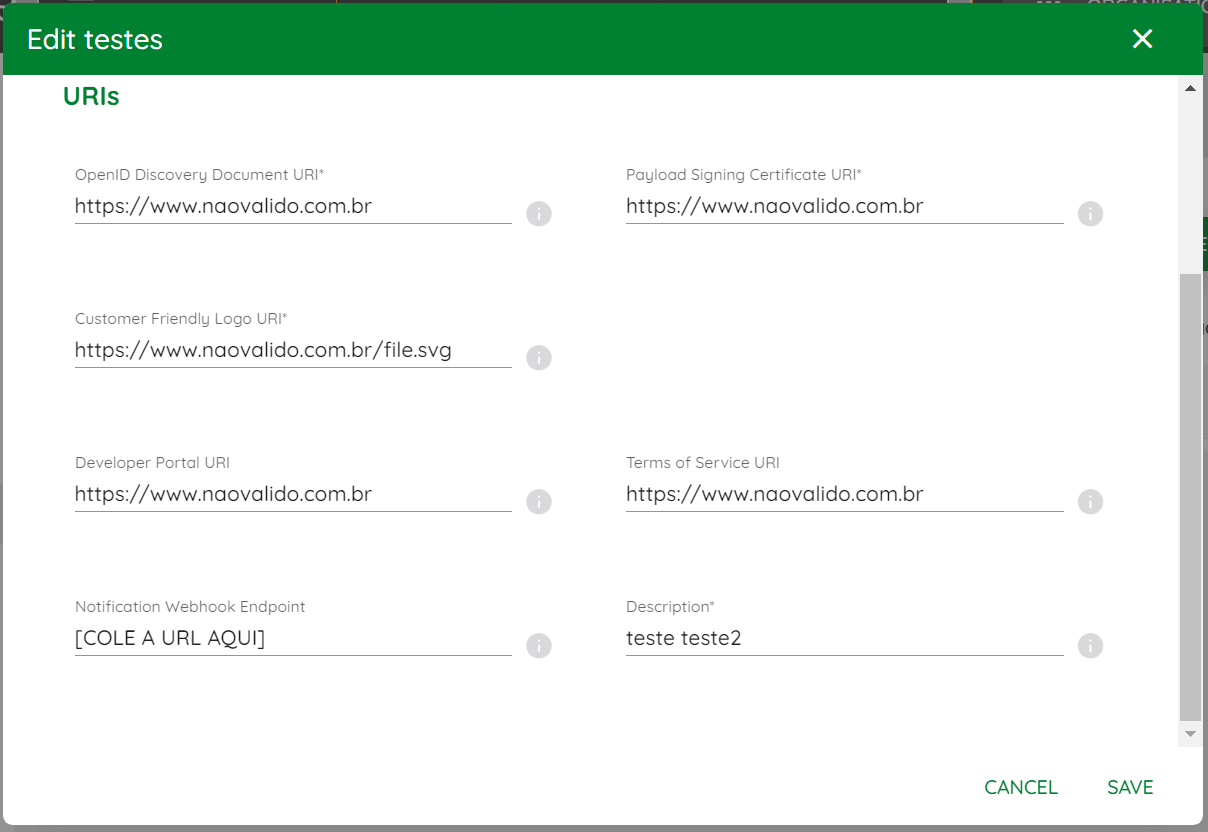 Edit testes
URIs
OpenID Discovery Document URI*
https://www.naovalido.com.br
Payload Signing Certificate URI*
https://www.naovalido.com.br
Customer Friendly Logo URI*
https://www.naovalido.com.br/file.svg
Developer Portal URI
https://www.naovalido.com.br
Terms of Service URI
https://www.naovalido.com.br
Notification Webhook Endpoint
[COLE A URL AQUI]
Description*
teste teste2
CANCEL
SAVE